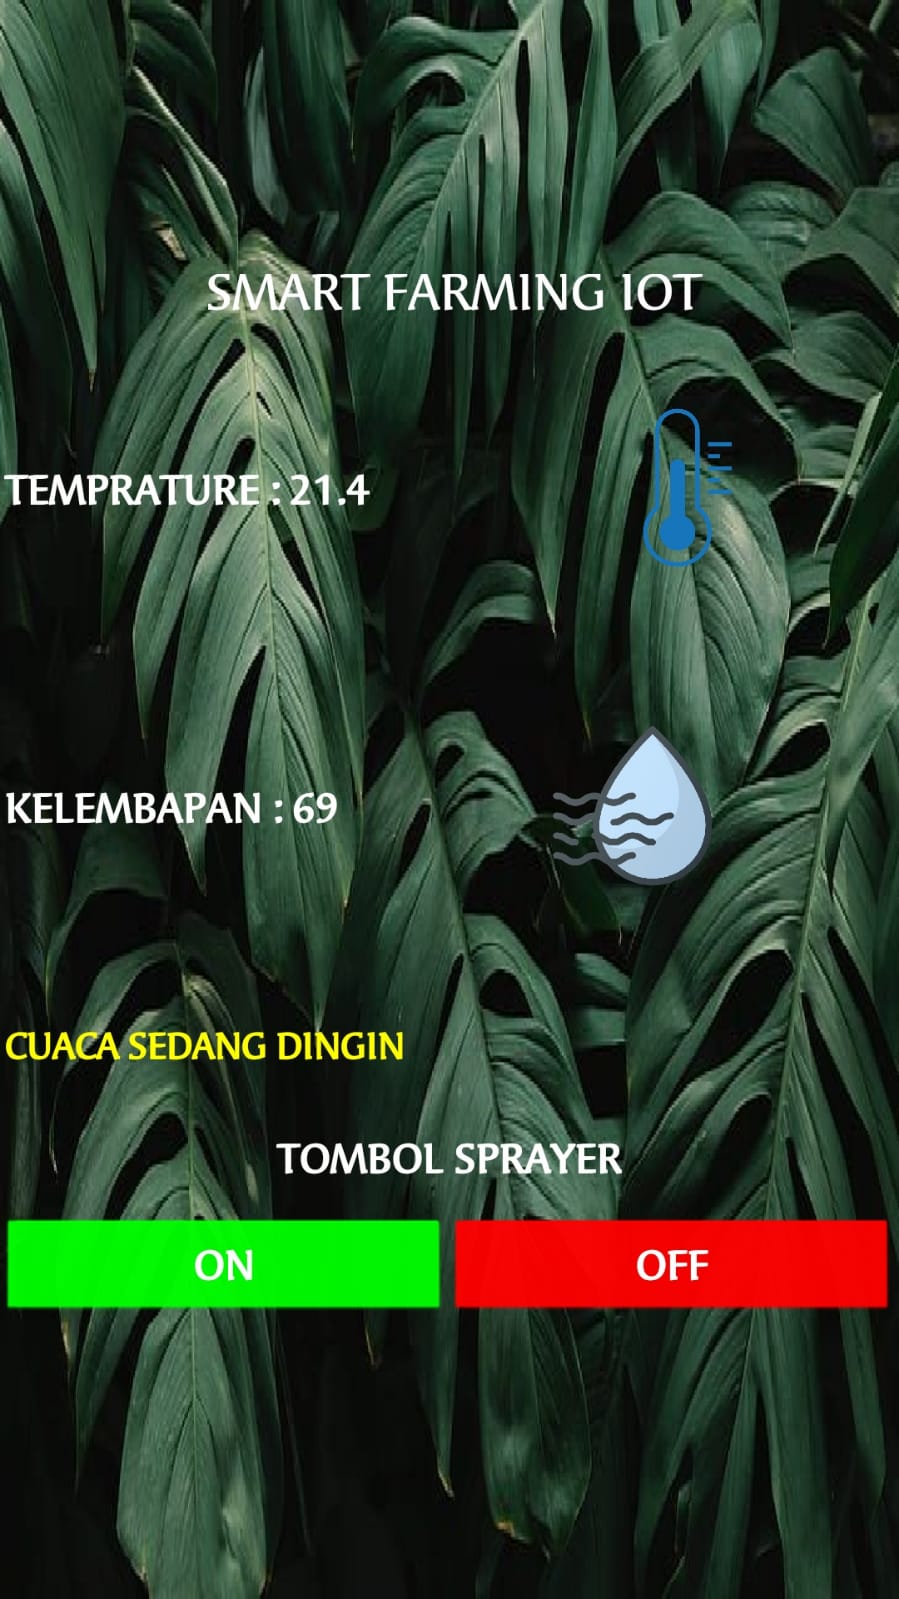 SMART FARMING IOT
TEMPRATURE : 21.4
KELEMBAPAN : 69
CUACA SEDANG DINGIN
TOMBOL SPRAYER
ON
OFF